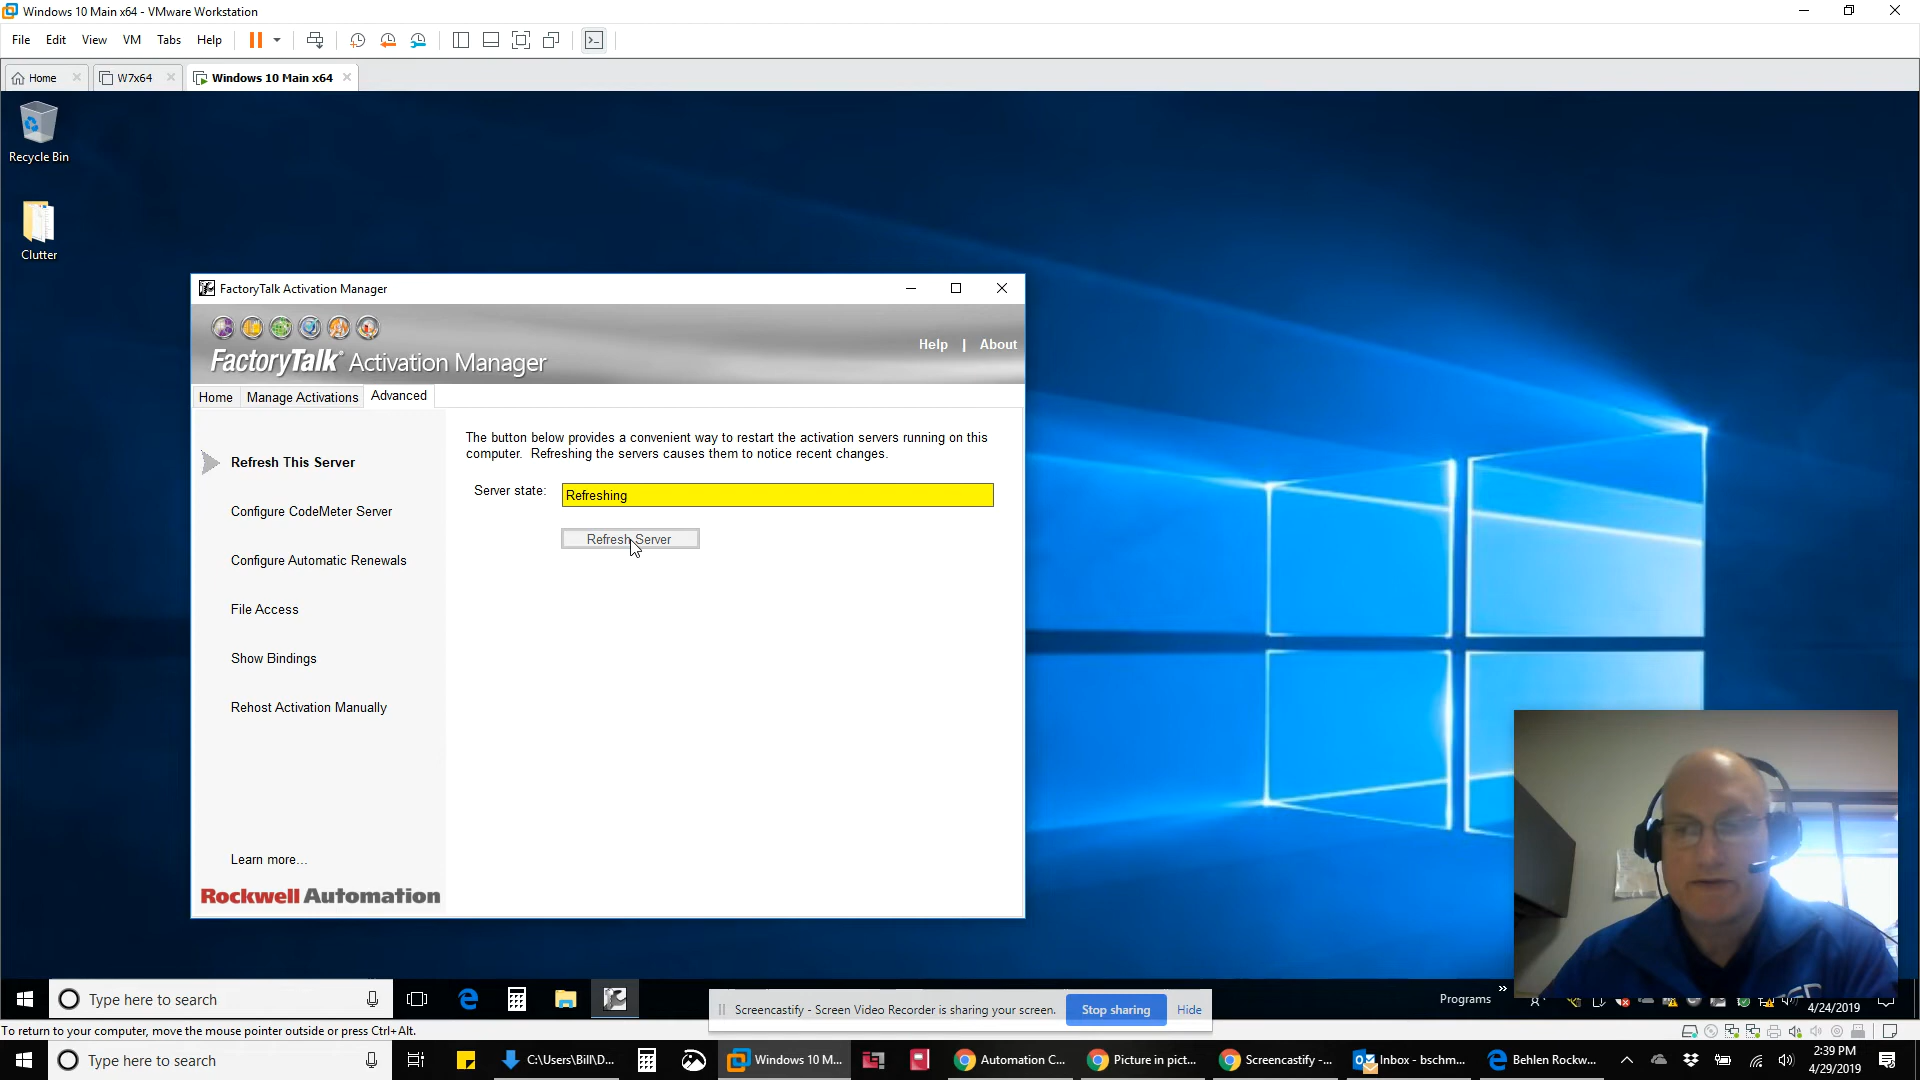 Windows 10 Main x64 - VMware Workstation
File Edit View VM Tabs Help
Home W7x64 Windows 10 Main x64
Recycle Bin
Clutter
FactoryTalk Activation Manager
FactoryTalk Activation Manager
Help | About
Home Manage Activations Advanced
The button below provides a convenient way to restart the activation servers running on this
computer. Refreshing the servers causes them to notice recent changes.
Refresh This Server
Server state: Refreshing
Configure CodeMeter Server
Refresh Server
Configure Automatic Renewals
File Access
Show Bindings
Rehost Activation Manually
Learn more...
Rockwell Automation
Type here to search
Programs »
4/24/2019
Screencastify - Screen Video Recorder is sharing your screen. Stop sharing Hide
To return to your computer, move the mouse pointer outside or press Ctrl+Alt.
Type here to search
C:\Users\Bill\D...
Windows 10 M...
Automation C...
Picture in pict...
Screencastify -...
Inbox - bschm...
Behlen Rockw...
2:39 PM
4/29/2019